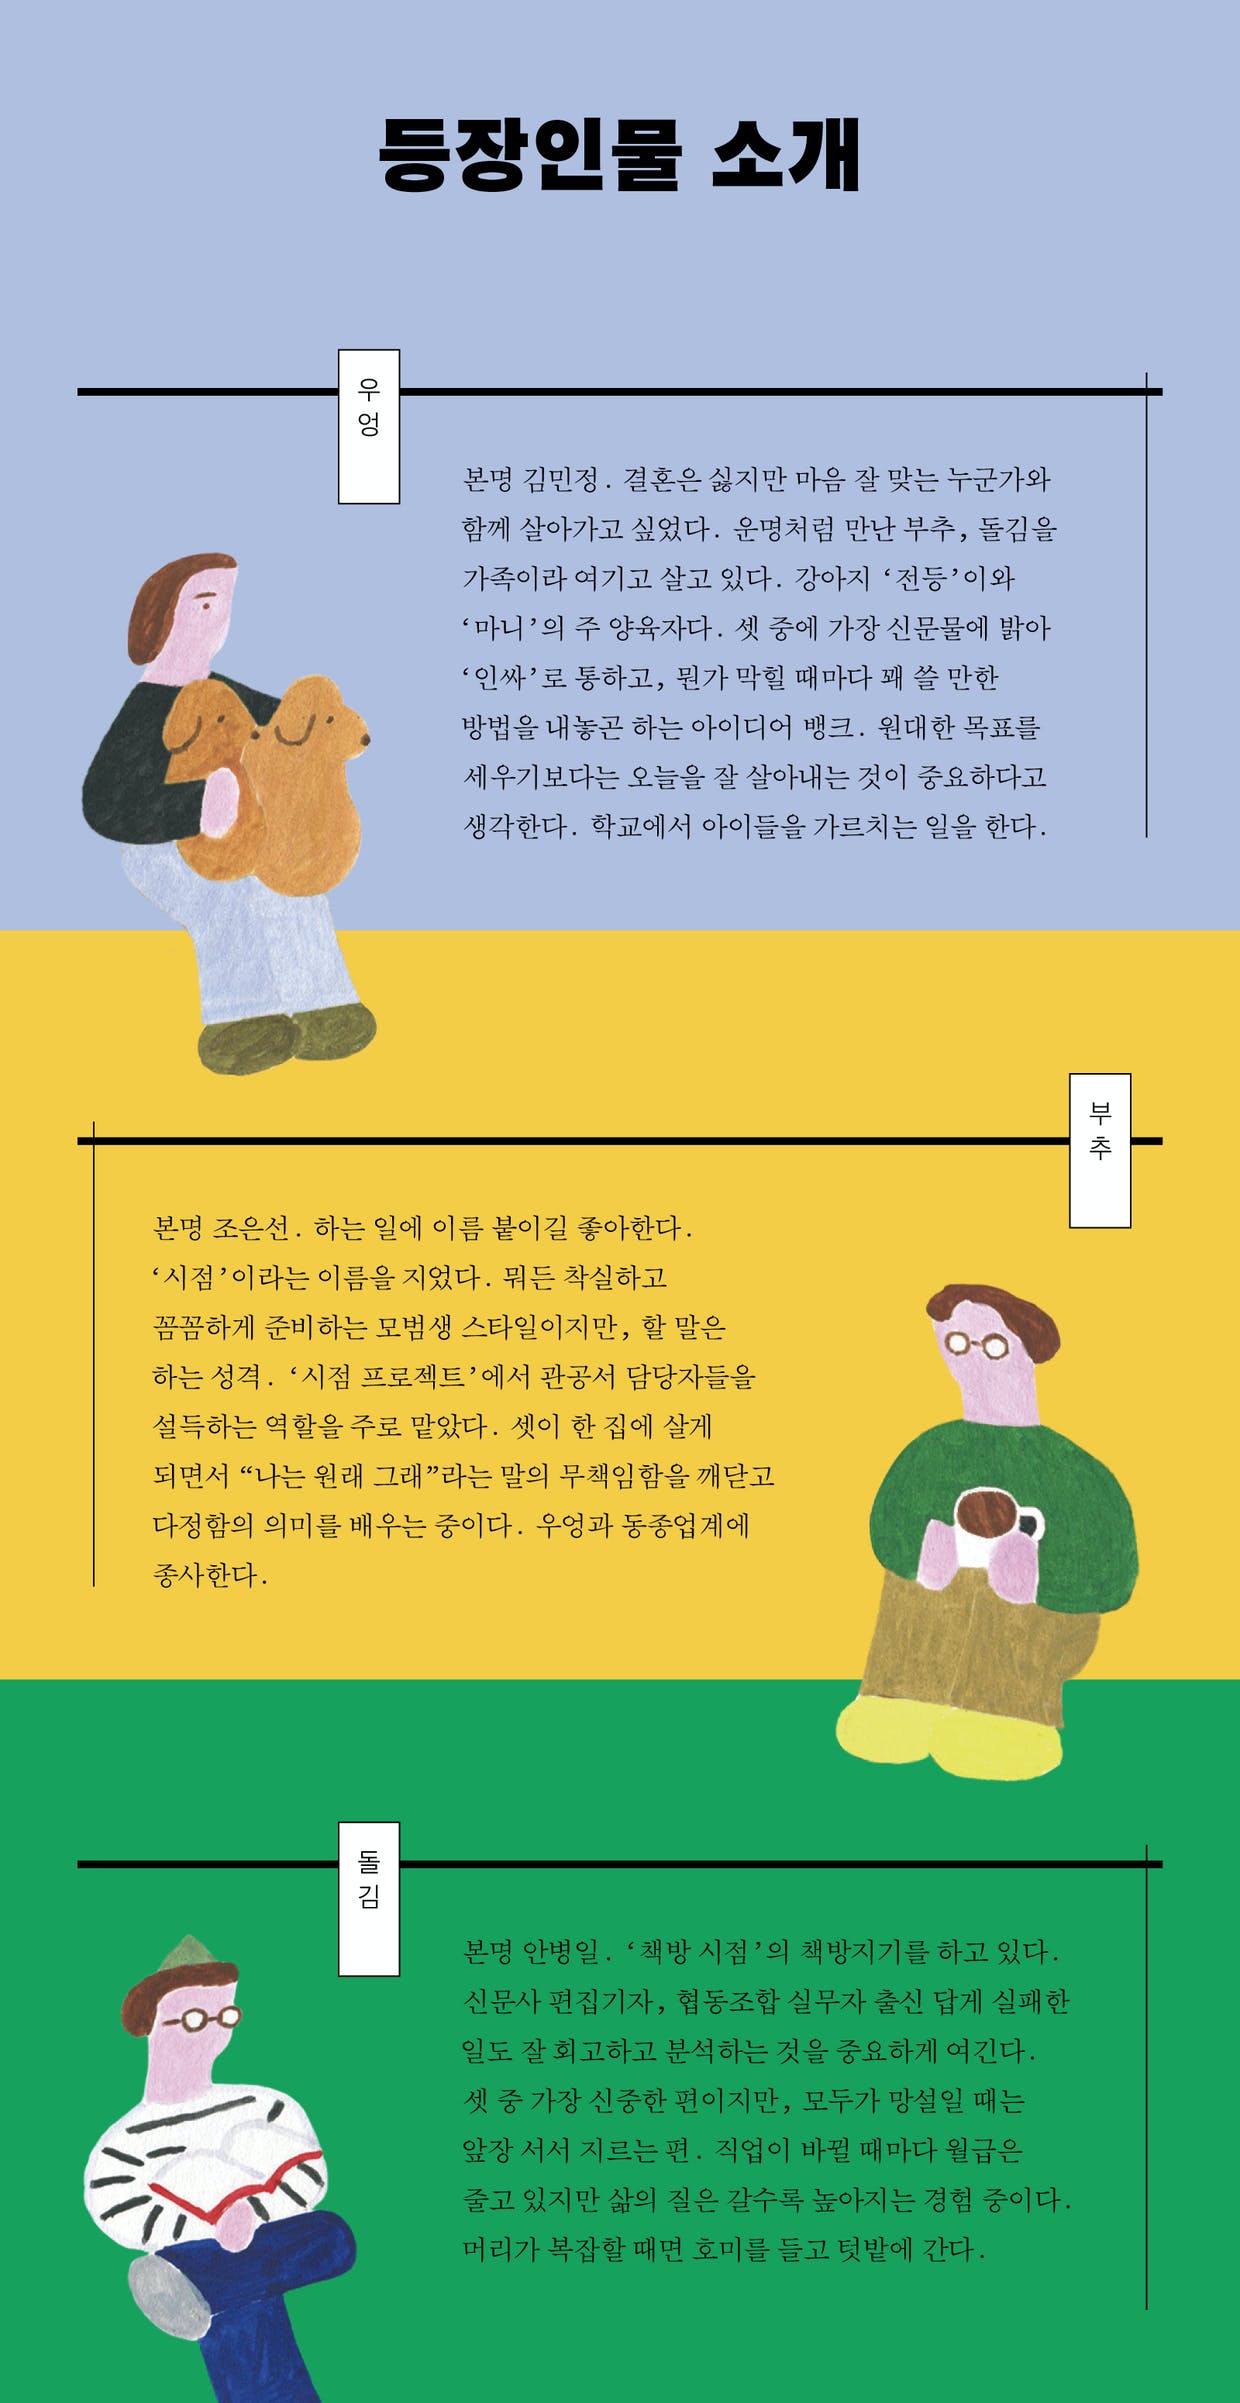 등장인물 소개
우엉
본명 김민정. 결혼은 싫지만 마음 잘 맞는 누군가와
함께 살아가고 싶었다. 운명처럼 만난 부추, 돌김을
가족이라 여기고 살고 있다. 강아지 ‘전등’이와
‘마니’의 주 양육자다. 셋 중에 가장 신문물에 밝아
‘인싸’로 통하고, 뭔가 막힐 때마다 꽤 쓸 만한
방법을 내놓곤 하는 아이디어 뱅크. 원대한 목표를
세우기보다는 오늘을 잘 살아내는 것이 중요하다고
생각한다. 학교에서 아이들을 가르치는 일을 한다.
부추
본명 조은선. 하는 일에 이름 붙이길 좋아한다.
‘시점’이라는 이름을 지었다. 뭐든 착실하고
꼼꼼하게 준비하는 모범생 스타일이지만, 할 말은
하는 성격. ‘시점 프로젝트’에서 관공서 담당자들을
설득하는 역할을 주로 맡았다. 셋이 한 집에 살게
되면서 “나는 원래 그래”라는 말의 무책임함을 깨닫고
다정함의 의미를 배우는 중이다. 우엉과 동종업계에
종사한다.
돌김
본명 안병일. ‘책방 시점’의 책방지기를 하고 있다.
신문사 편집기자, 협동조합 실무자 출신 답게 실패한
일도 잘 회고하고 분석하는 것을 중요하게 여긴다.
셋 중 가장 신중한 편이지만, 모두가 망설일 때는
앞장 서서 지르는 편. 직업이 바뀔 때마다 월급은
줄고 있지만 삶의 질은 갈수록 높아지는 경험 중이다.
머리가 복잡할 때면 호미를 들고 텃밭에 간다.